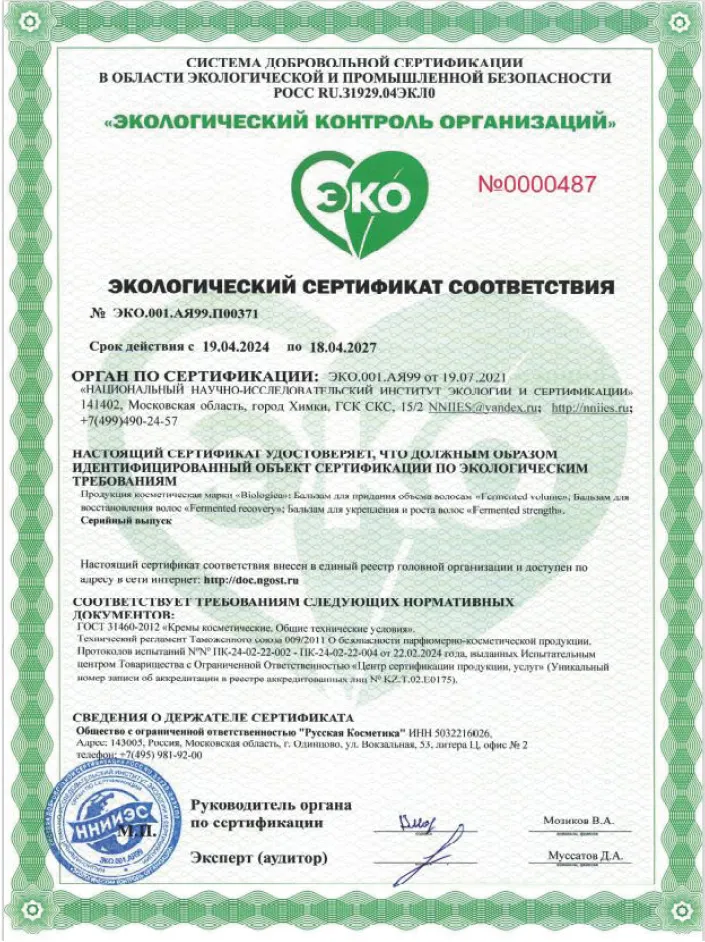 СИСТЕМА ДОБРОВОЛЬНОЙ СЕРТИФИКАЦИИ
В ОБЛАСТИ ЭКОЛОГИЧЕСКОЙ И ПРОМЫШЛЕННОЙ БЕЗОПАСНОСТИ
РОСС RU.31929.04ЭКЛ0
«ЭКОЛОГИЧЕСКИЙ КОНТРОЛЬ ОРГАНИЗАЦИЙ»
ЭКО
№0000487
ЭКОЛОГИЧЕСКИЙ СЕРТИФИКАТ СООТВЕТСТВИЯ
№ ЭКО.001.АЯ99.П00371
Срок действия с 19.04.2024 по 18.04.2027
ОРГАН ПО СЕРТИФИКАЦИИ: ЭКО.001.АЯ99 от 19.07.2021
«НАЦИОНАЛЬНЫЙ НАУЧНО-ИССЛЕДОВАТЕЛЬСКИЙ ИНСТИТУТ ЭКОЛОГИИ И СЕРТИФИКАЦИИ»
141402, Московская область, город Химки, ГСК СКС, 15/2 NNIIES@yandex.ru; http://nniies.ru;
+7(499)490-24-57
НАСТОЯЩИЙ СЕРТИФИКАТ УДОСТОВЕРЯЕТ, ЧТО ДОЛЖНЫМ ОБРАЗОМ
ИДЕНТИФИЦИРОВАННЫЙ ОБЪЕКТ СЕРТИФИКАЦИИ ПО ЭКОЛОГИЧЕСКИМ
ТРЕБОВАНИЯМ
Продукция косметическая марки «Biologica»: Бальзам для придания объема волосам «Fermented volume»; Бальзам для
восстановления волос «Fermented recovery»; Бальзам для укрепления и роста волос «Fermented strength».
Серийный выпуск
Настоящий сертификат соответствия внесен в единый реестр головной организации и доступен по
адресу в сети интернет: http://doc.ngost.ru
СООТВЕТСТВУЕТ ТРЕБОВАНИЯМ СЛЕДУЮЩИХ НОРМАТИВНЫХ
ДОКУМЕНТОВ:
ГОСТ 31460-2012 «Кремы косметические. Общие технические условия».
Технический регламент Таможенного союза 009/2011 О безопасности парфюмерно-косметической продукции.
Протоколов испытаний №№ ПК-24-02-22-002 - ПК-24-02-22-004 от 22.02.2024 года, выданных Испытательным
центром Товарищества с Ограниченной Ответственностью «Центр сертификации продукции, услуг» (Уникальный
номер записи об аккредитации в реестре аккредитованных лиц № KZ.T.02.E0175).
СВЕДЕНИЯ О ДЕРЖАТЕЛЕ СЕРТИФИКАТА
Общество с ограниченной ответственностью "Русская Косметика" ИНН 5032216026,
Адрес: 143005, Россия, Московская область, г. Одинцово, ул. Вокзальная, 53, литера Ц, офис № 2
телефон: +7(495) 981-92-00
ННИИЭС
М.П.
ЭКО.001.АЯ99
Руководитель органа
по сертификации
Мозиков В.А.
Эксперт (аудитор)
Муссатов Д.А.